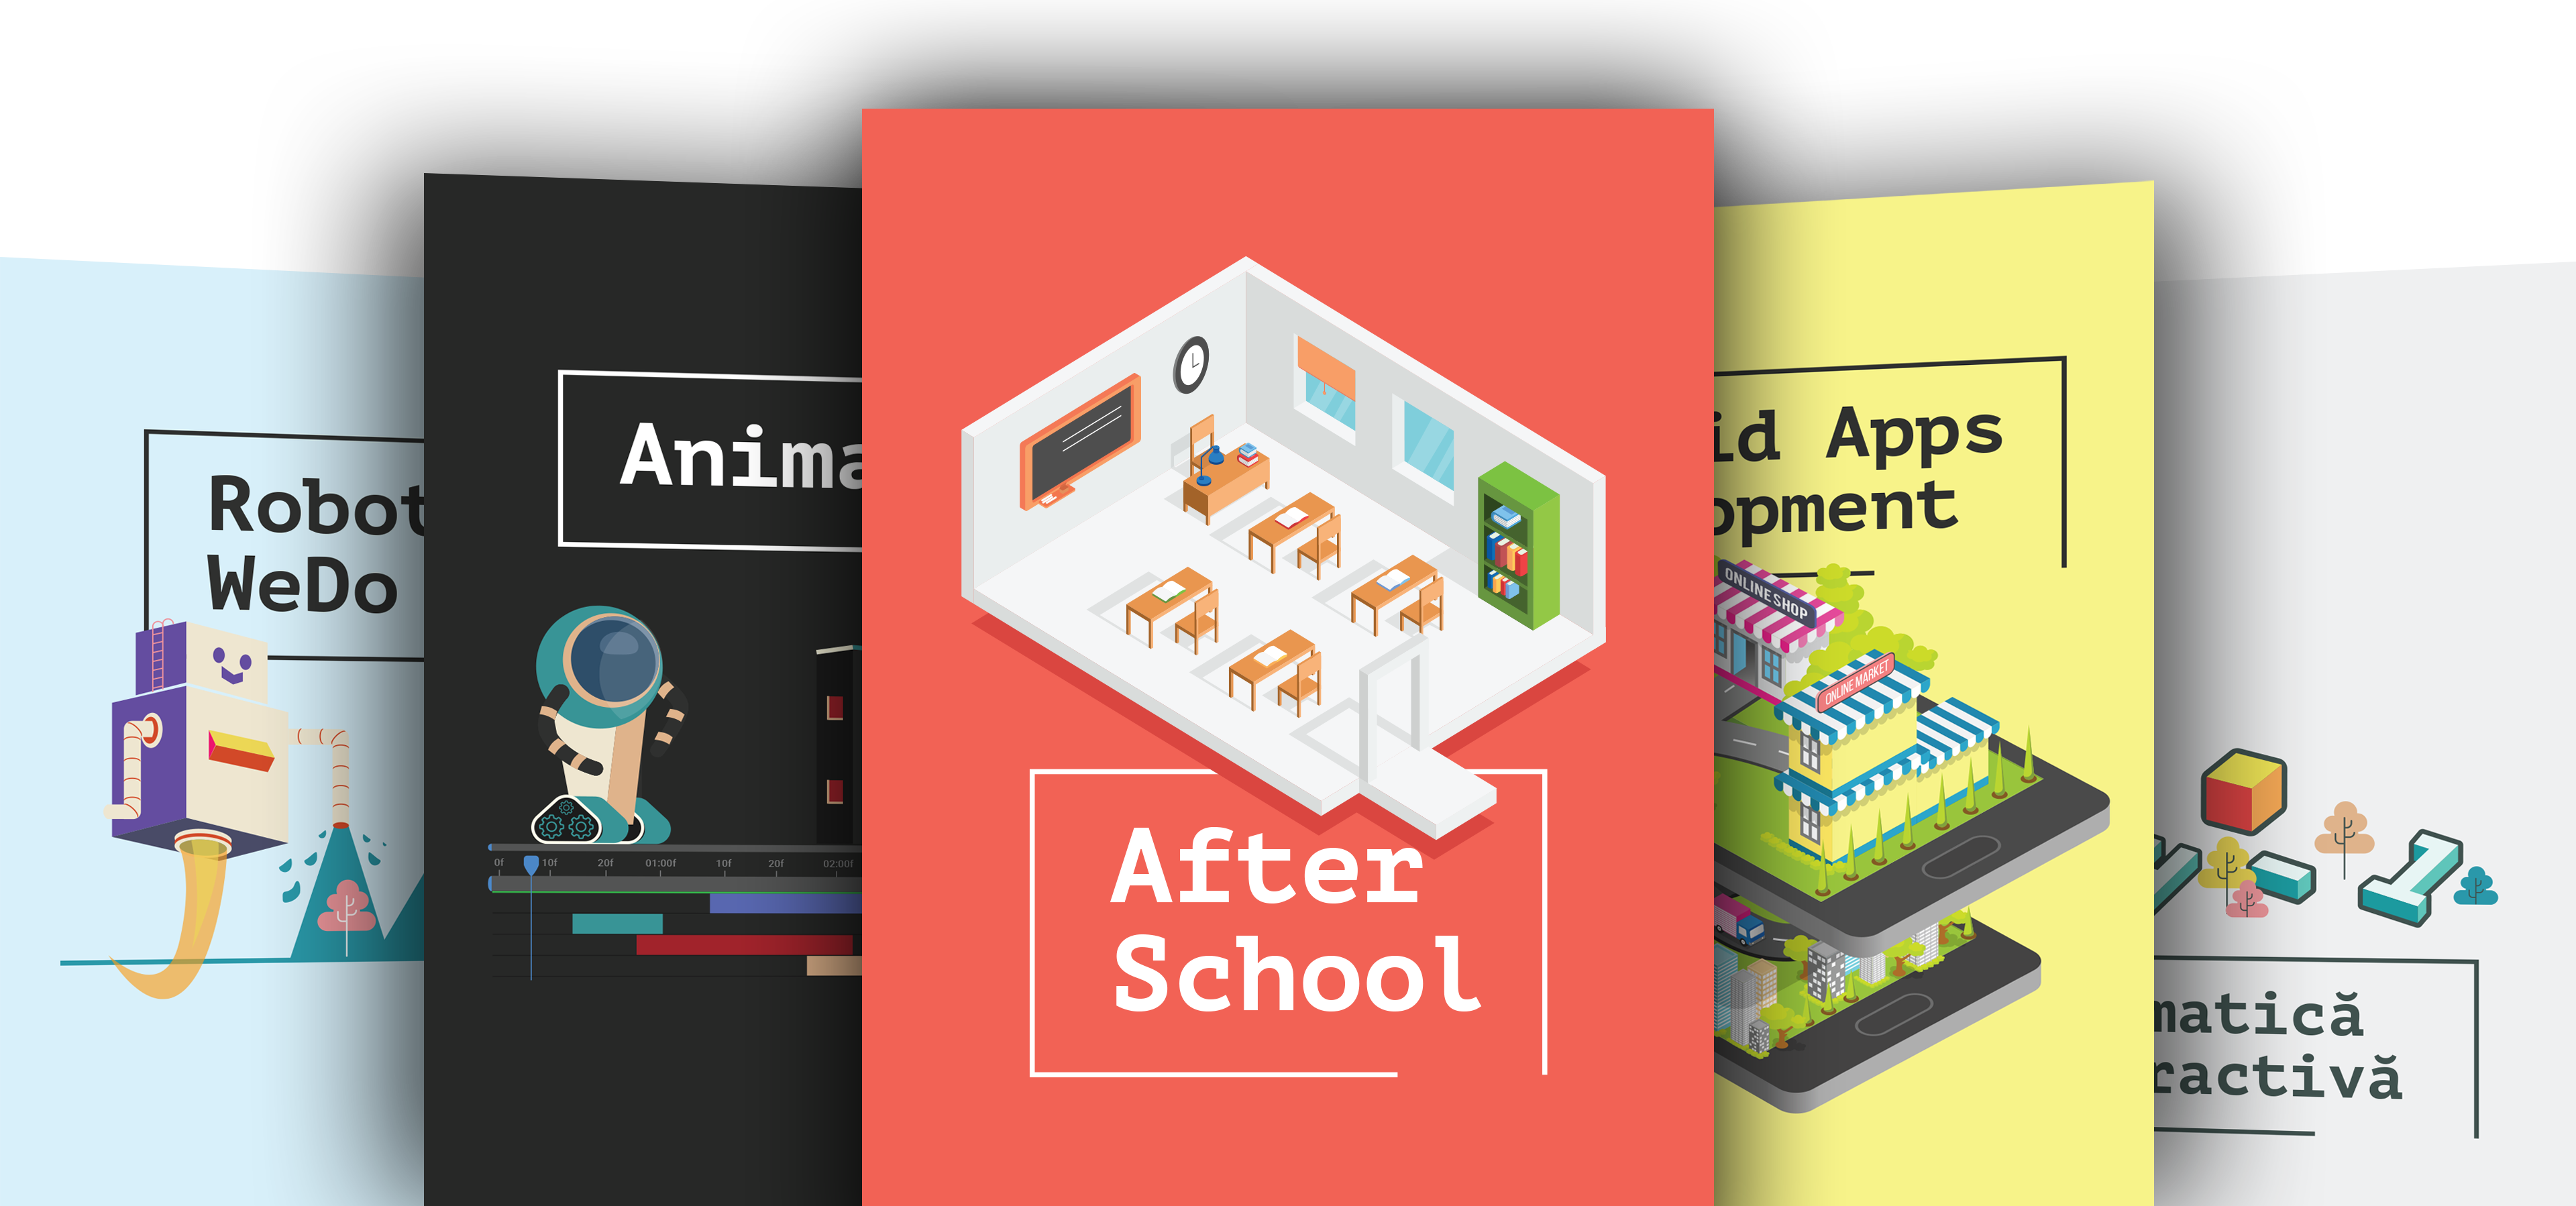 Robot
WeDo
Anima
0f 10f 20f 01:00f 10f 20f 02:00f
After
School
id Apps
opment
ONLINE SHOP
ONLINE MARKET
matică
ractivă